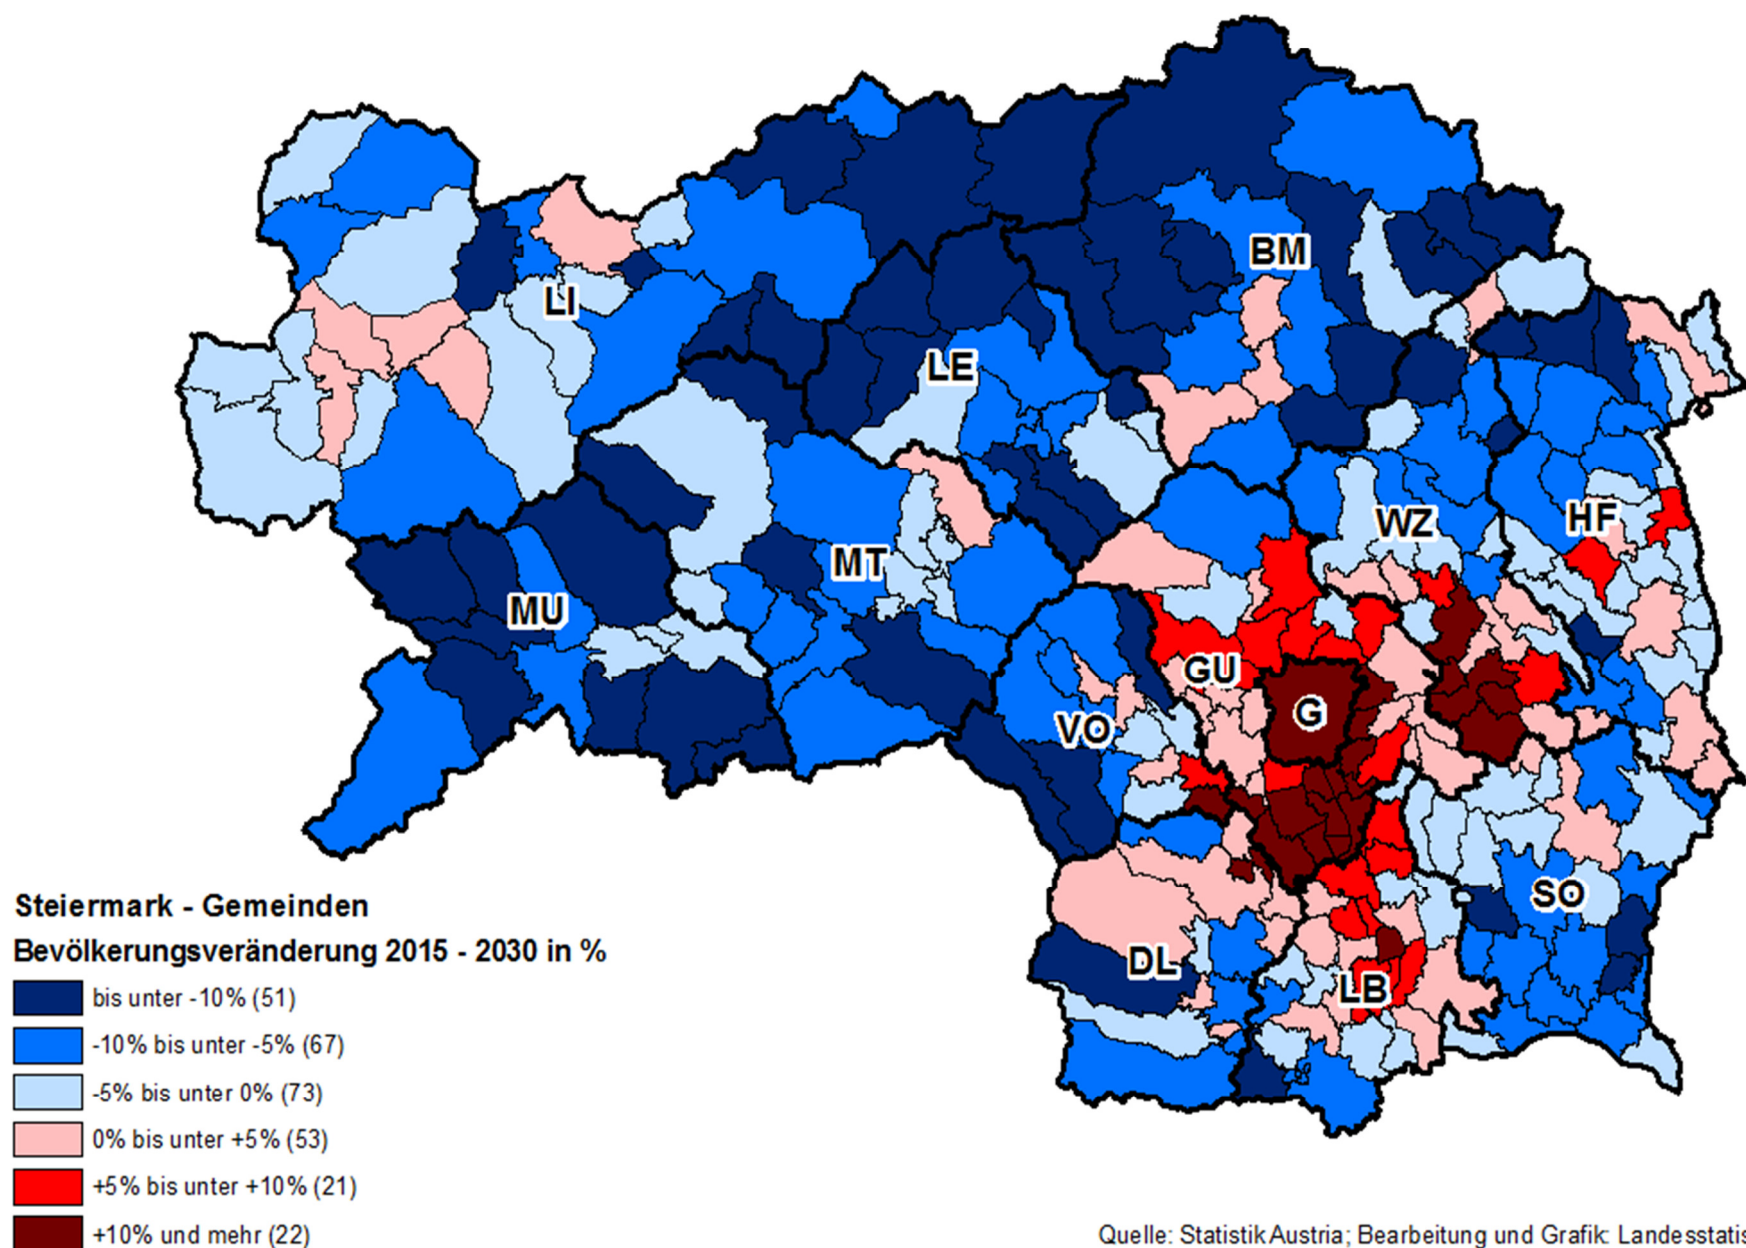 BM
LI
LE
WZ
HF
MT
MU
GU
G
VO
SO
DL
LB
Steiermark - Gemeinden
Bevölkerungsveränderung 2015 - 2030 in %
bis unter -10% (51)
-10% bis unter -5% (67)
-5% bis unter 0% (73)
0% bis unter +5% (53)
+5% bis unter +10% (21)
+10% und mehr (22)
Quelle: Statistik Austria; Bearbeitung und Grafik: Landesstatis